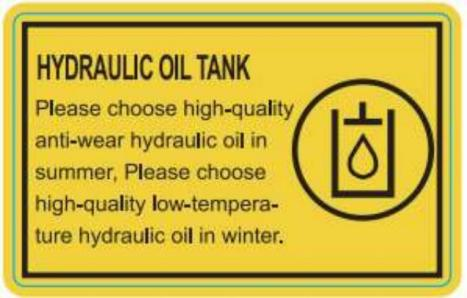 HYDRAULIC OIL TANK
Please choose high-quality
anti-wear hydraulic oil in
summer, Please choose
high-quality low-tempera-
ture hydraulic oil in winter.